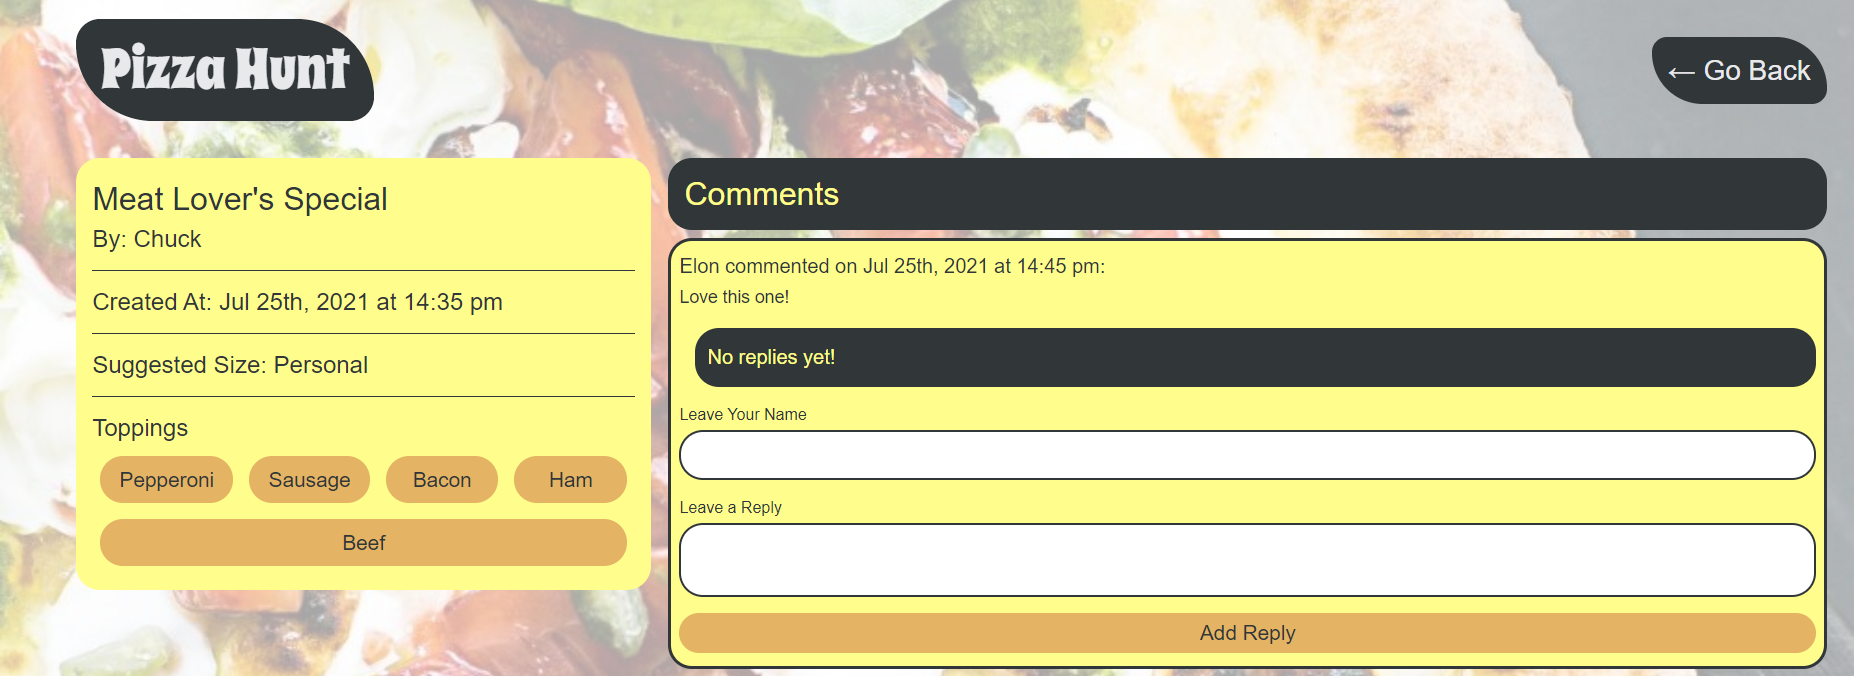 Pizza Hunt
← Go Back
Meat Lover's Special
By: Chuck
Created At: Jul 25th, 2021 at 14:35 pm
Suggested Size: Personal
Toppings
Pepperoni
Sausage
Bacon
Ham
Beef
Comments
Elon commented on Jul 25th, 2021 at 14:45 pm:
Love this one!
No replies yet!
Leave Your Name
Leave a Reply
Add Reply